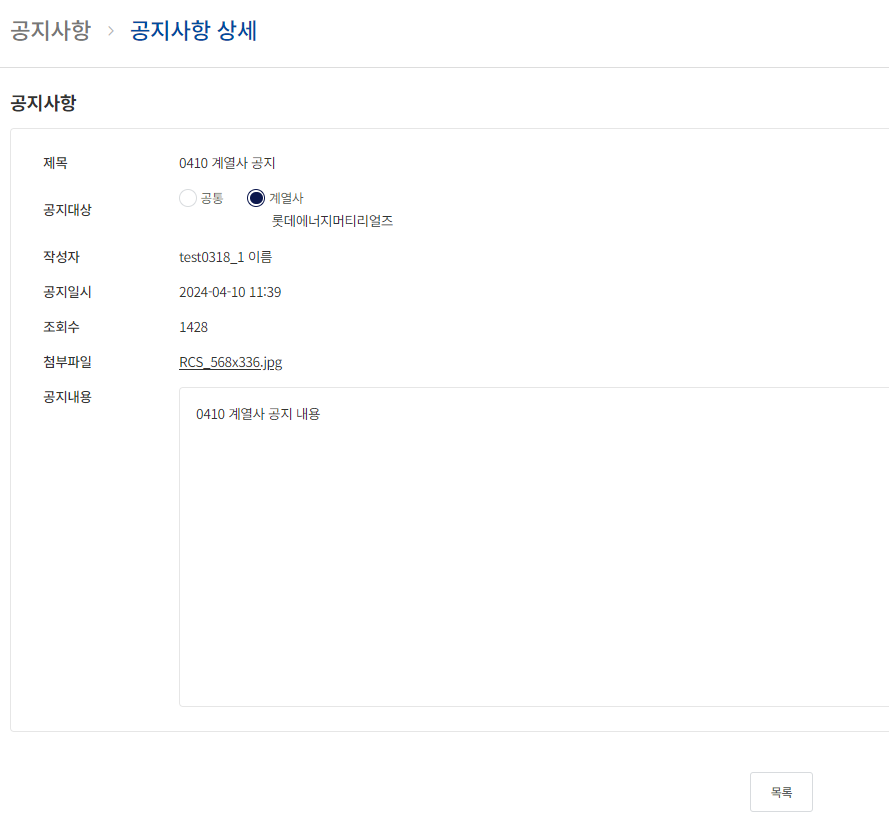 공지사항 > 공지사항 상세
공지사항
제목 0410 계열사 공지
공지대상 공통 계열사
롯데에너지머티리얼즈
작성자 test0318_1 이름
공지일시 2024-04-10 11:39
조회수 1428
첨부파일 RCS_568x336.jpg
공지내용 0410 계열사 공지 내용
목록